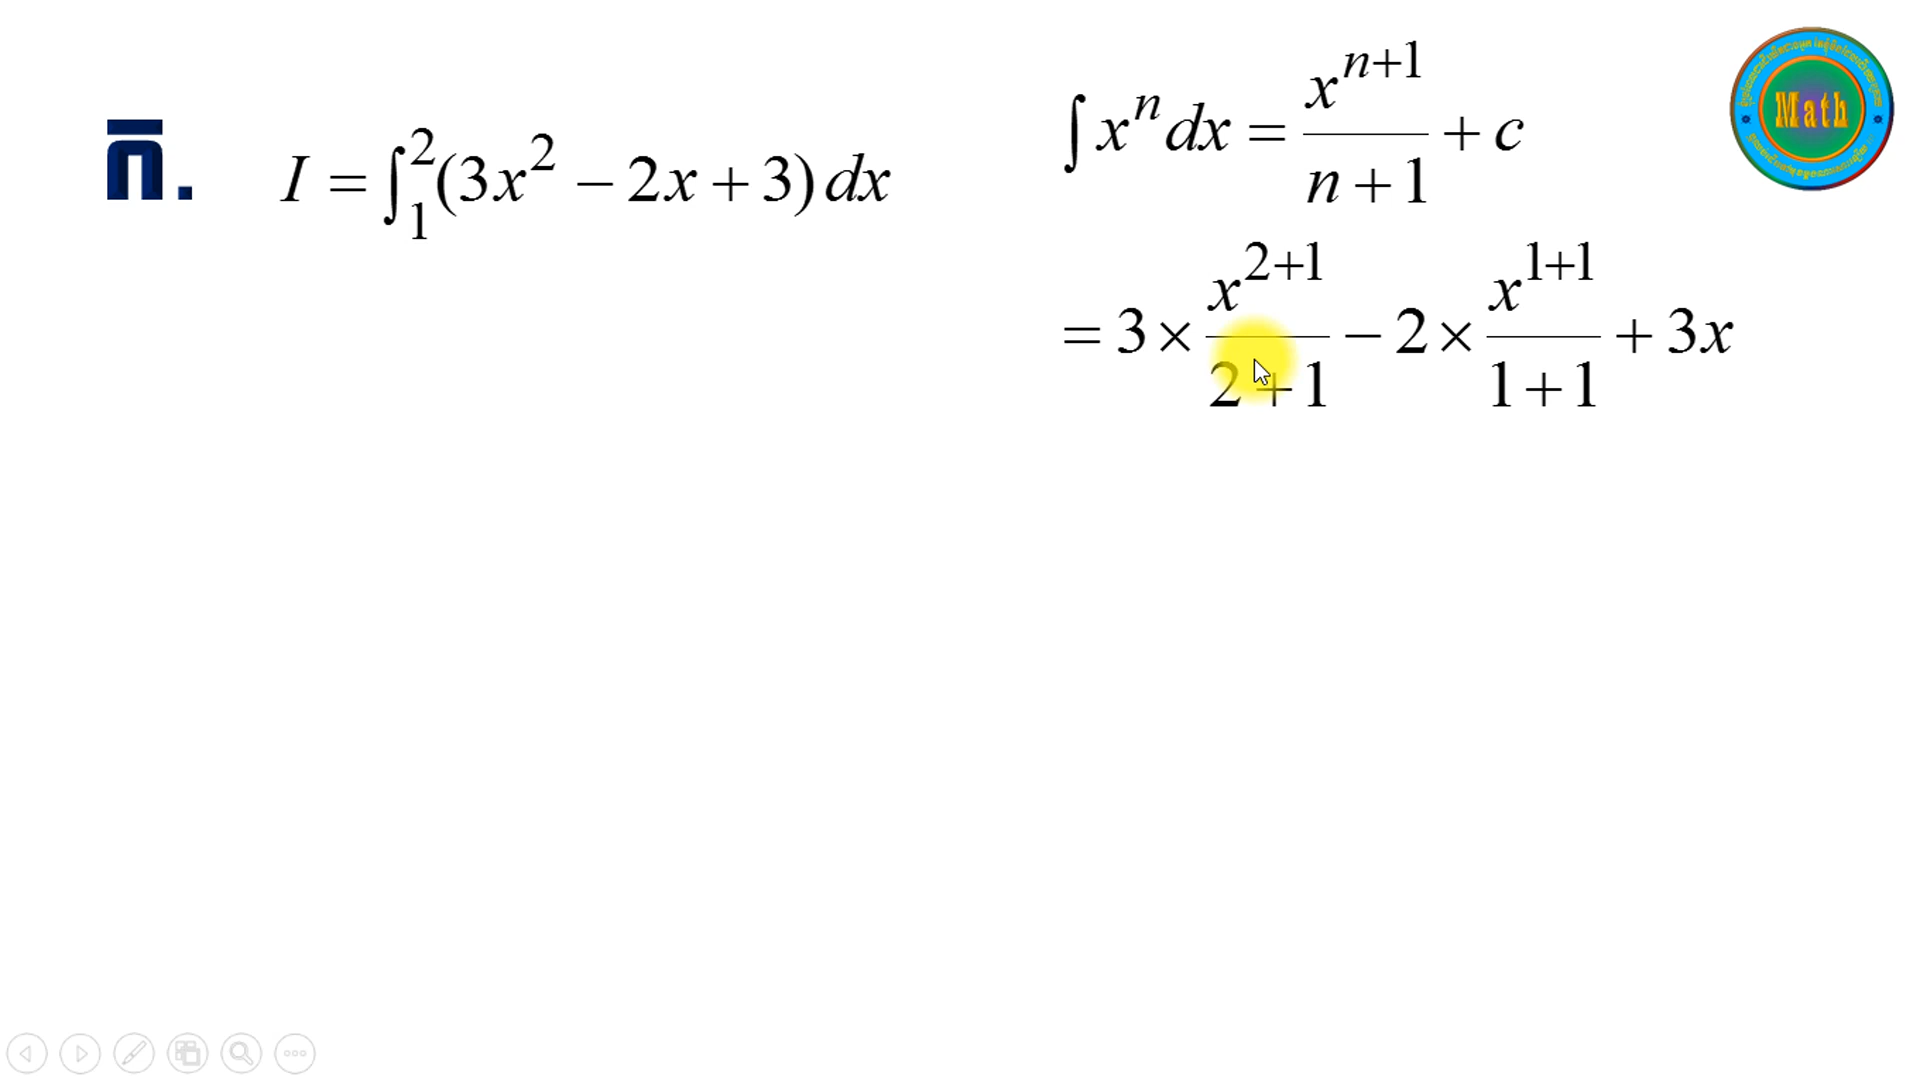 ក. I = ∫₁²(3x² − 2x + 3) dx
∫xⁿdx = xⁿ⁺¹/(n + 1) + c
= 3 × x²⁺¹/(2 + 1) − 2 × x¹⁺¹/(1 + 1) + 3x
Math